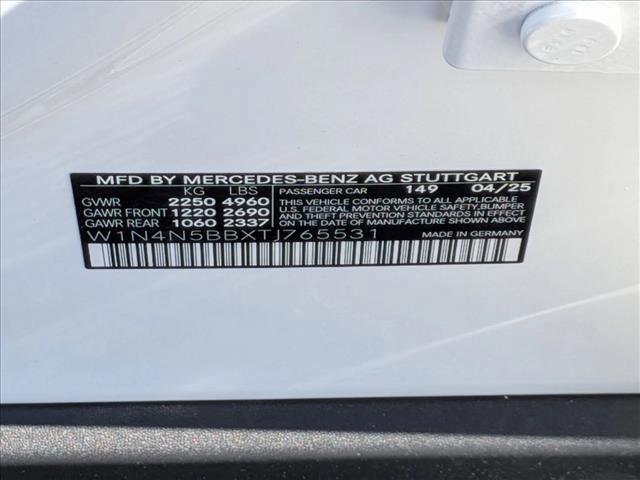 MFD BY MERCEDES-BENZ AG STUTTGART
KG LBS PASSENGER CAR 149 04/25
GVWR 2250 4960 THIS VEHICLE CONFORMS TO ALL APPLICABLE
GAWR FRONT 1220 2690 U.S. FEDERAL MOTOR VEHICLE SAFETY, BUMPER
GAWR REAR 1060 2337 AND THEFT PREVENTION STANDARDS IN EFFECT
ON THE DATE OF MANUFACTURE SHOWN ABOVE
W1N4N5BBXTJ765531 MADE IN GERMANY